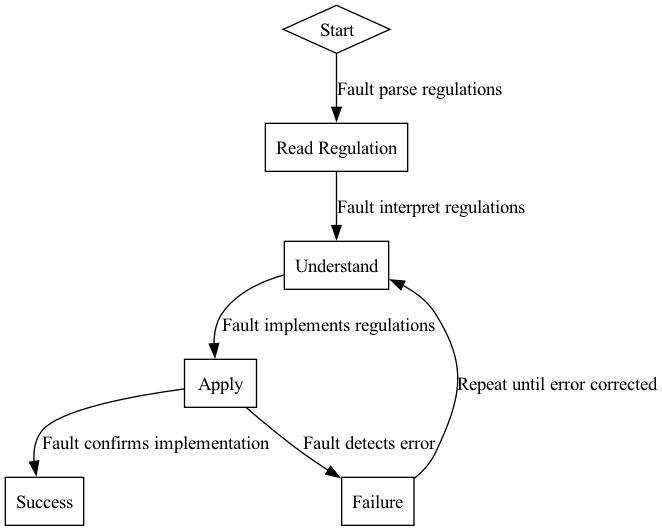 Start
Fault parse regulations
Read Regulation
Fault interpret regulations
Understand
Fault implements regulations
Apply
Repeat until error corrected
Fault confirms implementation
Fault detects error
Success
Failure